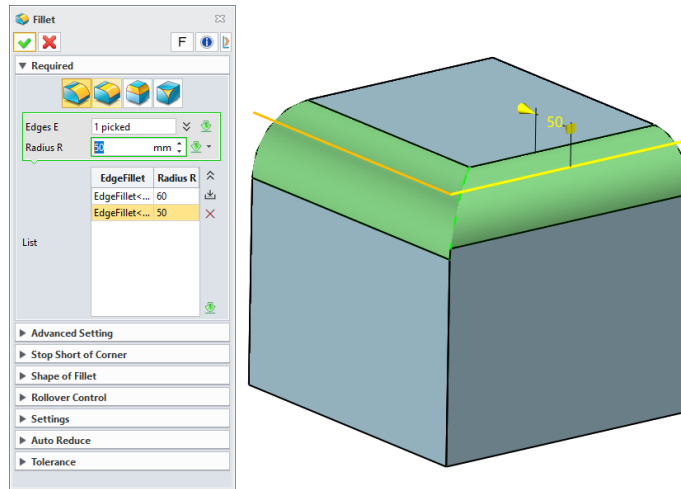 Fillet
F
Required
Edges E 1 picked
Radius R 50 mm
EdgeFillet Radius R
EdgeFillet<... 60
EdgeFillet<... 50
List
Advanced Setting
Stop Short of Corner
Shape of Fillet
Rollover Control
Settings
Auto Reduce
Tolerance
50